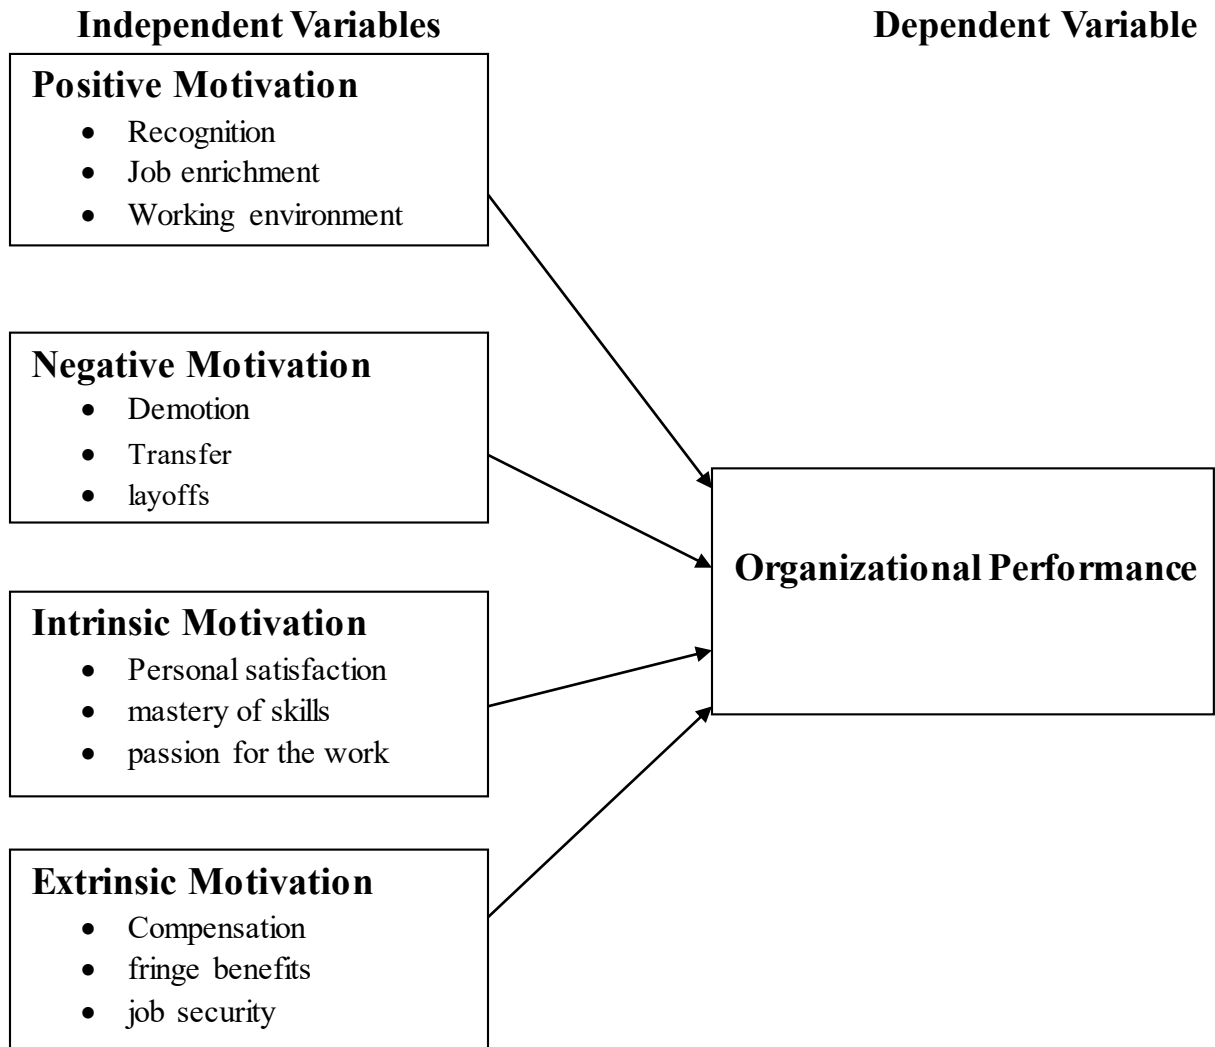 Independent Variables
Dependent Variable
Positive Motivation
• Recognition
• Job enrichment
• Working environment
Negative Motivation
• Demotion
• Transfer
• layoffs
Organizational Performance
Intrinsic Motivation
• Personal satisfaction
• mastery of skills
• passion for the work
Extrinsic Motivation
• Compensation
• fringe benefits
• job security